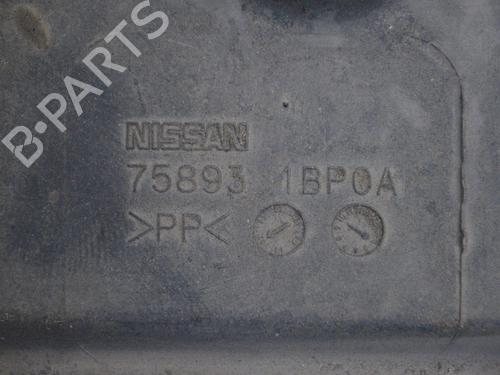 B-PARTS
NISSAN
75893 1BP0A
>PP<